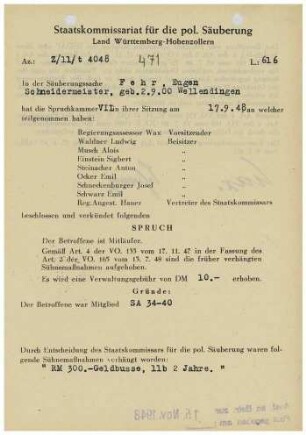 Staatskommissariat für die pol. Säuberung
Land Württemberg-Hohenzollern
Az.: Z/11/t 4048 471 L.: 616
In der Säuberungssache Fehr, Eugen
Schneidermeister, geb.2.9.00 Wellendingen
hat die Spruchkammer VII in ihrer Sitzung am 17.9.48 an welcher
teilgenommen haben:
Regierungsassessor Wax Vorsitzender
Waldner Ludwig Beisitzer
Musch Alois "
Einstein Sigbert "
Steinacher Anton "
Ocker Emil "
Schneckenburger Josef "
Schwarz Emil "
Reg.Angest. Hauer Vertreter des Staatskommissars
beschlossen und verkündet folgenden
SPRUCH
Der Betroffene ist Mitläufer.
Gemäß Art. 4 der VO. 133 vom 17. 11. 47 in der Fassung des
Art. 2 der VO. 165 vom 13. 7. 48 sind die früher verhängten
Sühnemaßnahmen aufgehoben.
Es wird eine Verwaltungsgebühr von DM 10.- erhoben.
Gründe:
Der Betroffene war Mitglied SA 34-40
Durch Entscheidung des Staatskommissars für die pol. Säuberung waren fol-
gende Sühnemaßnahmen verhängt worden:
" RM 300.-Geldbusse, 11b 2 Jahre. "
15. Nov. 1948